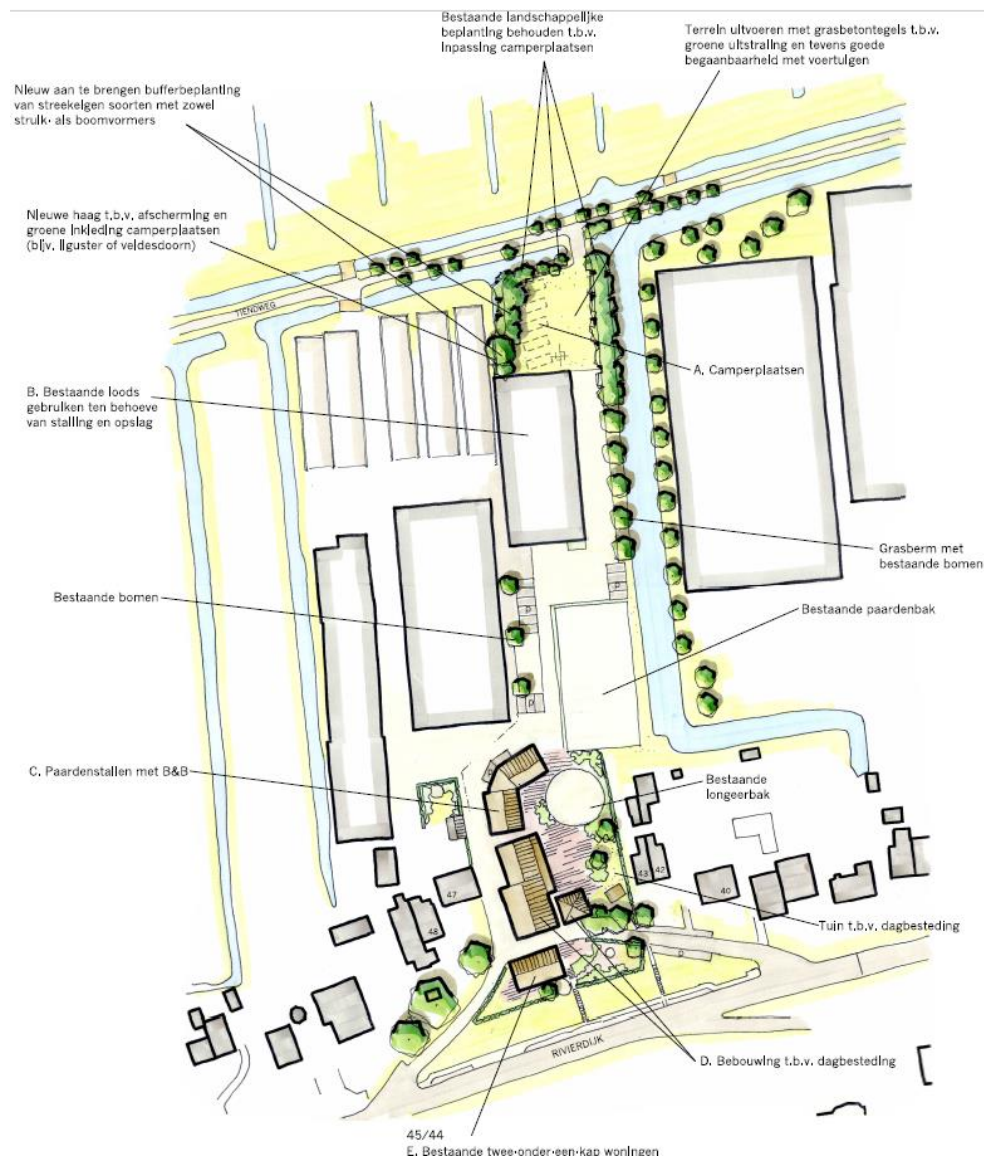 Bestaande landschappelijke
beplanting behouden t.b.v.
inpassing camperplaatsen
Terrein uitvoeren met grasbetontegels t.b.v.
groene uitstraling en tevens goede
begaanbaarheid met voertuigen
Nieuw aan te brengen bufferbeplanting
van streekeigen soorten met zowel
struik- als boomvormers
Nieuwe haag t.b.v. afscherming en
groene inkleding camperplaatsen
(bijv. liguster of veldesdoorn)
TIENDWEG
A. Camperplaatsen
B. Bestaande loods
gebruiken ten behoeve
van stalling en opslag
Grasberm met
bestaande bomen
Bestaande bomen
P
Bestaande paardenbak
P
C. Paardenstallen met B&B
Bestaande
longeerbak
47
43
42
40
48
Tuin t.b.v. dagbesteding
P
RIVIERDIJK
D. Bebouwing t.b.v. dagbesteding
45/44
E. Bestaande twee-onder-een-kap woningen